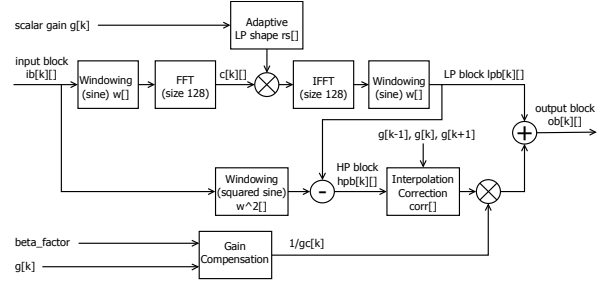 scalar gain g[k]
Adaptive
LP shape rs[]
input block
ib[k][]
Windowing
(sine) w[]
FFT
(size 128)
c[k][]
IFFT
(size 128)
Windowing
(sine) w[]
LP block lpb[k][]
output block
ob[k][]
g[k-1], g[k], g[k+1]
Windowing
(squared sine)
w^2[]
-
HP block
hpb[k][]
Interpolation
Correction
corr[]
+
beta_factor
g[k]
Gain
Compensation
1/gc[k]